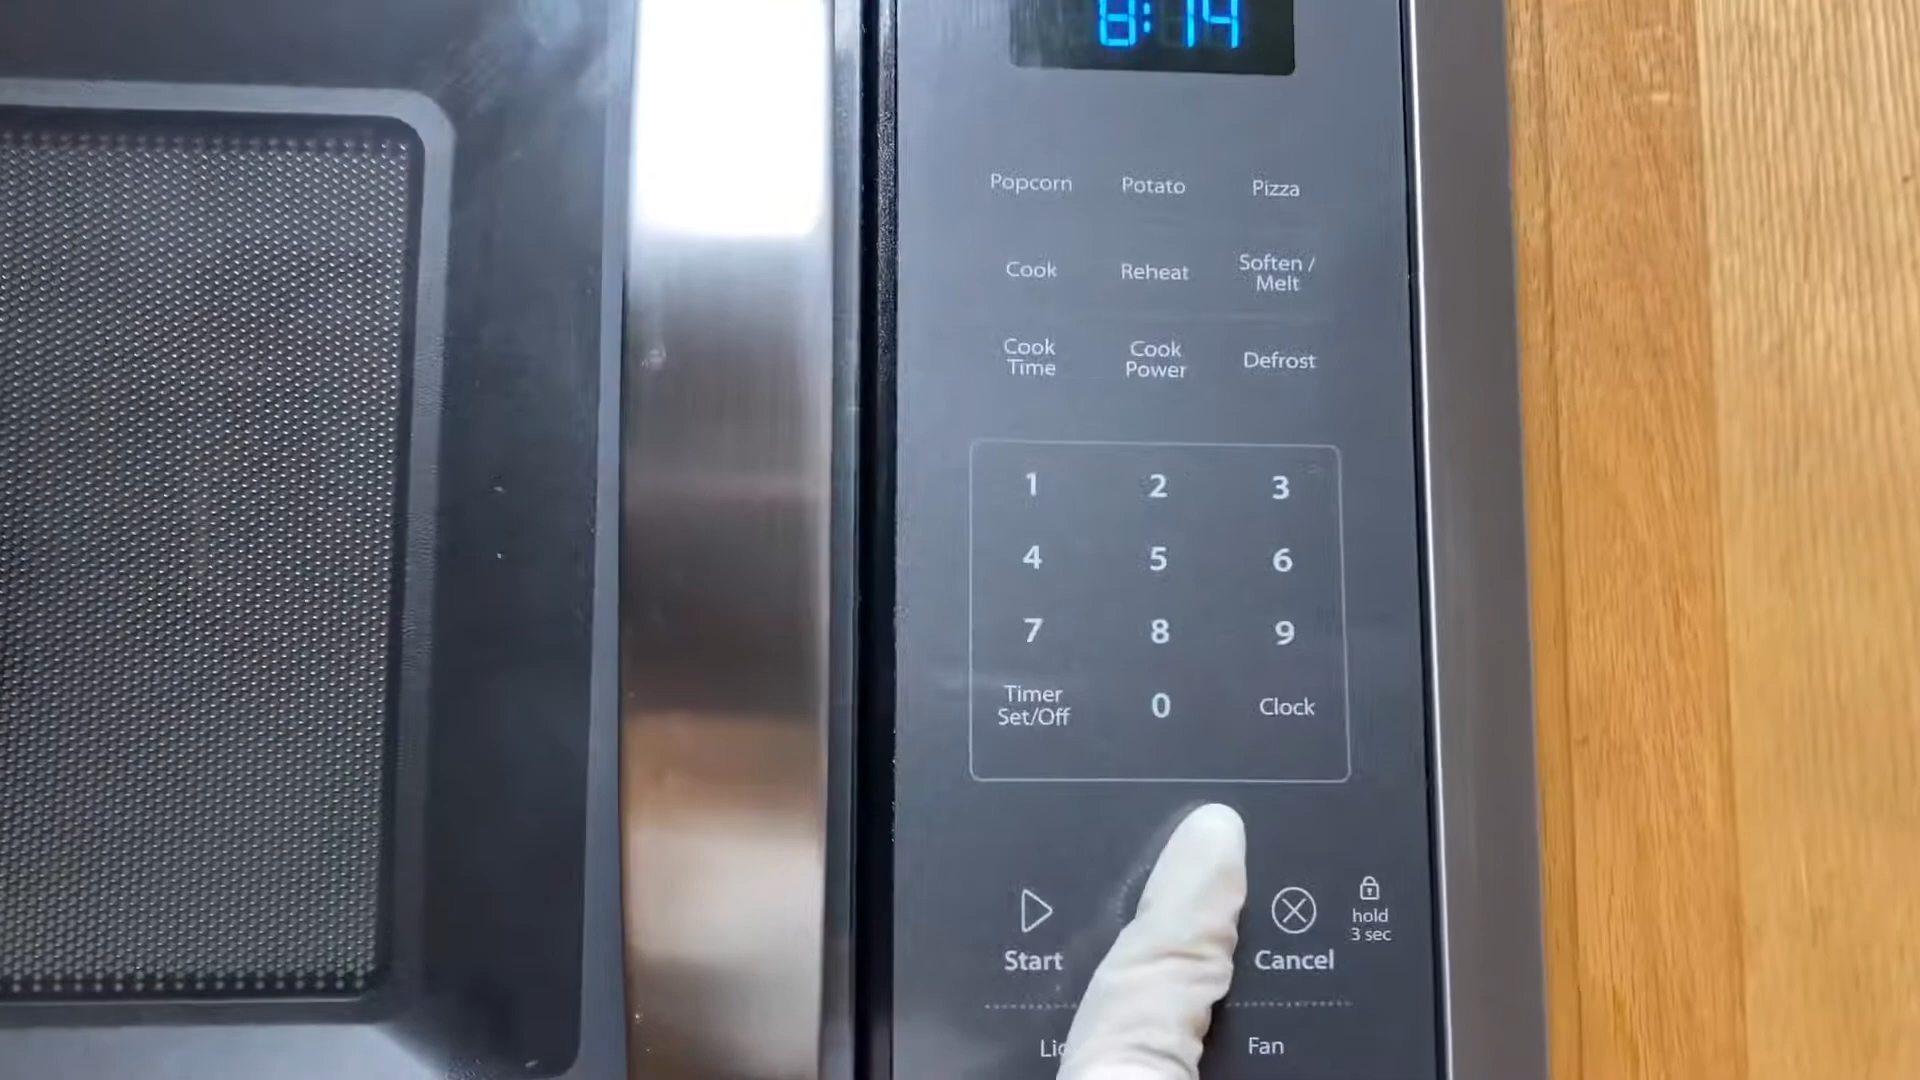 8:14
Popcorn Potato Pizza
Cook Reheat Soften /
Melt
Cook Cook Defrost
Time Power
1 2 3
4 5 6
7 8 9
Timer 0 Clock
Set/Off
hold
3 sec
Start Cancel
Fan